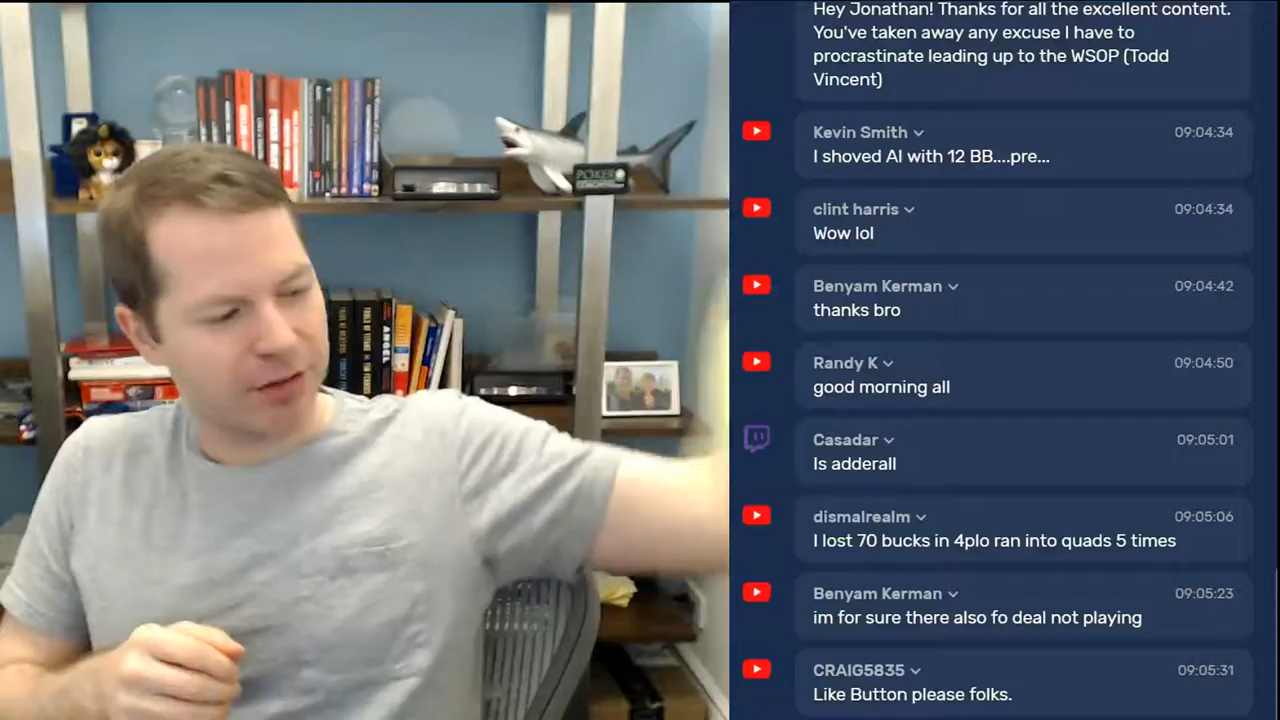 Hey Jonathan! Thanks for all the excellent content.
You've taken away any excuse I have to
procrastinate leading up to the WSOP (Todd
Vincent)
Kevin Smith 09:04:34
I shoved AI with 12 BB....pre...
clint harris 09:04:34
Wow lol
Benyam Kerman 09:04:42
thanks bro
Randy K 09:04:50
good morning all
Casadar 09:05:01
Is adderall
dismalrealm 09:05:06
I lost 70 bucks in 4plo ran into quads 5 times
Benyam Kerman 09:05:23
im for sure there also fo deal not playing
CRAIG5835 09:05:31
Like Button please folks.
POKER
COACHING
ANGEL